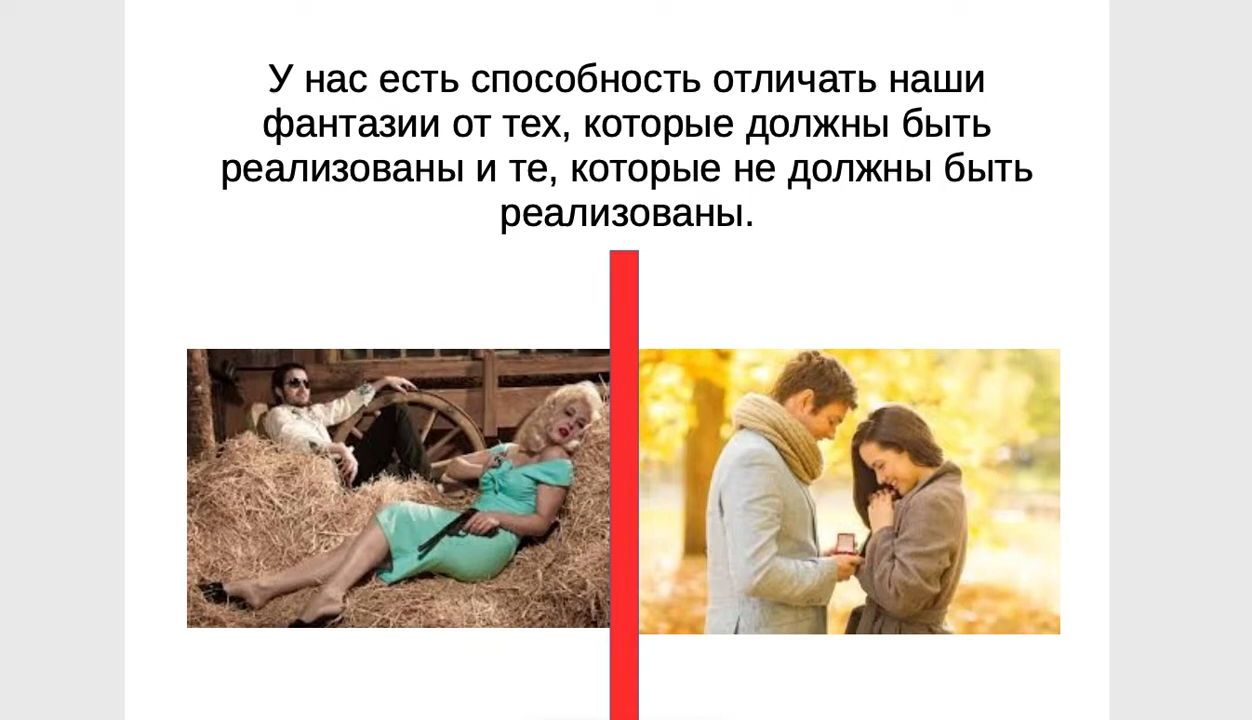 У нас есть способность отличать наши
фантазии от тех, которые должны быть
реализованы и те, которые не должны быть
реализованы.